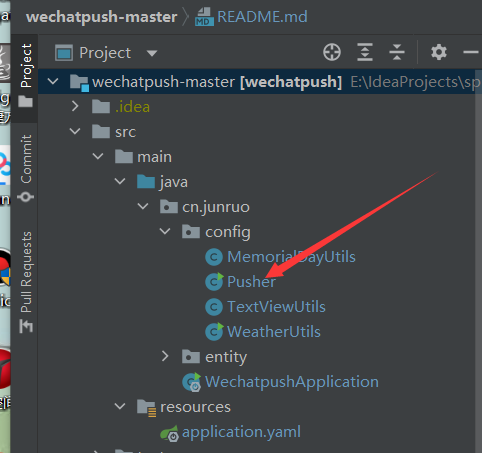 wechatpush-master
README.md
Project
wechatpush-master [wechatpush] E:\IdeaProjects\sp
.idea
src
main
java
cn.junruo
config
MemorialDayUtils
Pusher
TextViewUtils
WeatherUtils
entity
WechatpushApplication
resources
application.yaml
Project
Commit
Pull Requests